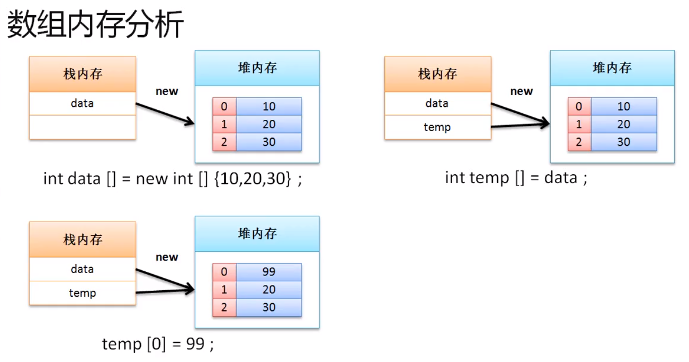 数组内存分析
栈内存
data
new
堆内存
0 10
1 20
2 30
int data [] = new int [] {10,20,30} ;
栈内存
data
temp
new
堆内存
0 10
1 20
2 30
int temp [] = data ;
栈内存
data
temp
new
堆内存
0 99
1 20
2 30
temp [0] = 99 ;